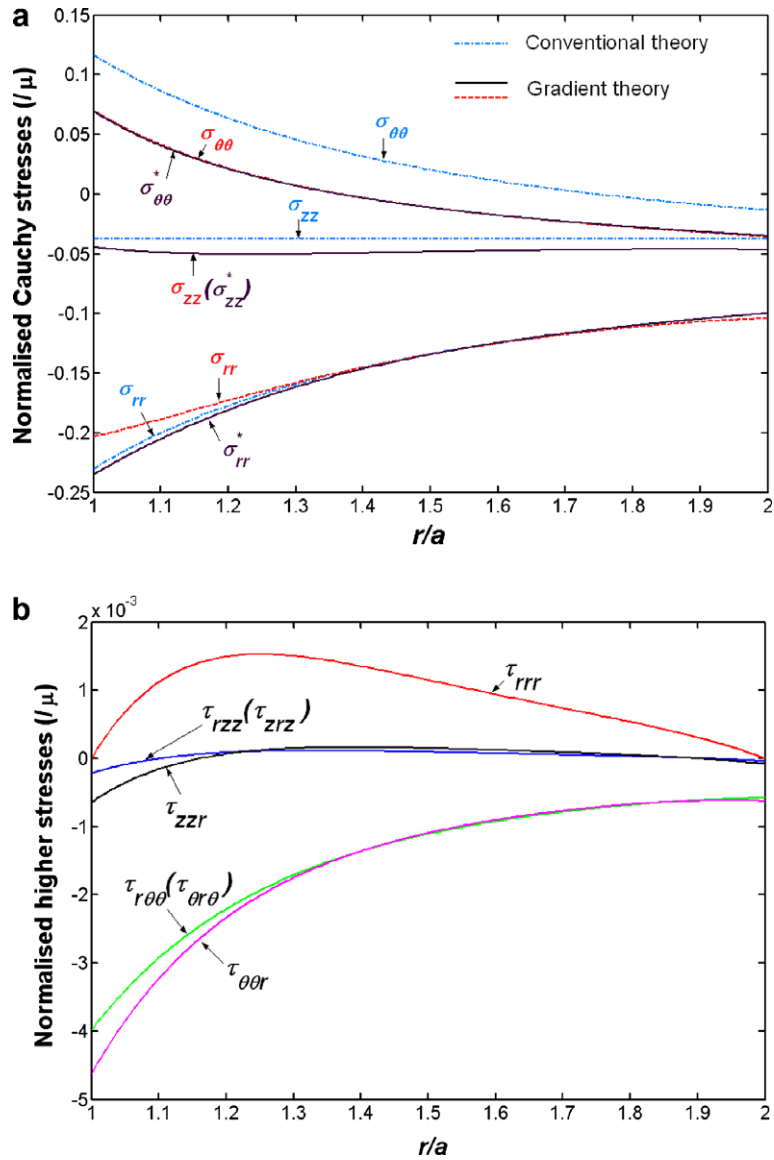 a
0.15
0.1
0.05
0
-0.05
-0.1
-0.15
-0.2
-0.25
Normalised Cauchy stresses (/μ)
Conventional theory
Gradient theory
σθθ
σθθ
σ*θθ
σzz
σzz(σ*zz)
σrr
σrr
σ*rr
1 1.1 1.2 1.3 1.4 1.5 1.6 1.7 1.8 1.9 2
r/a
b
x 10-3
2
1
0
-1
-2
-3
-4
-5
Normalised higher stresses (/μ)
τrrr
τrzz(τzrz)
τzzr
τrθθ(τθrθ)
τθθr
1 1.1 1.2 1.3 1.4 1.5 1.6 1.7 1.8 1.9 2
r/a